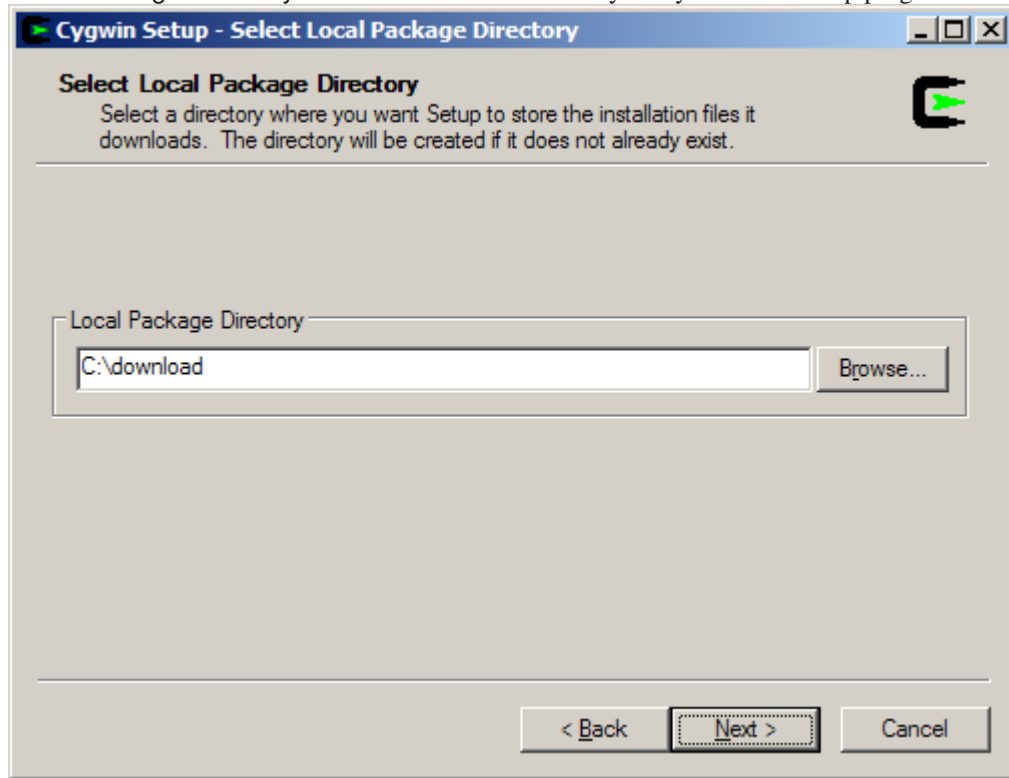 Cygwin Setup - Select Local Package Directory
Select Local Package Directory
Select a directory where you want Setup to store the installation files it
downloads. The directory will be created if it does not already exist.
Local Package Directory
C:\download
Browse...
< Back
Next >
Cancel